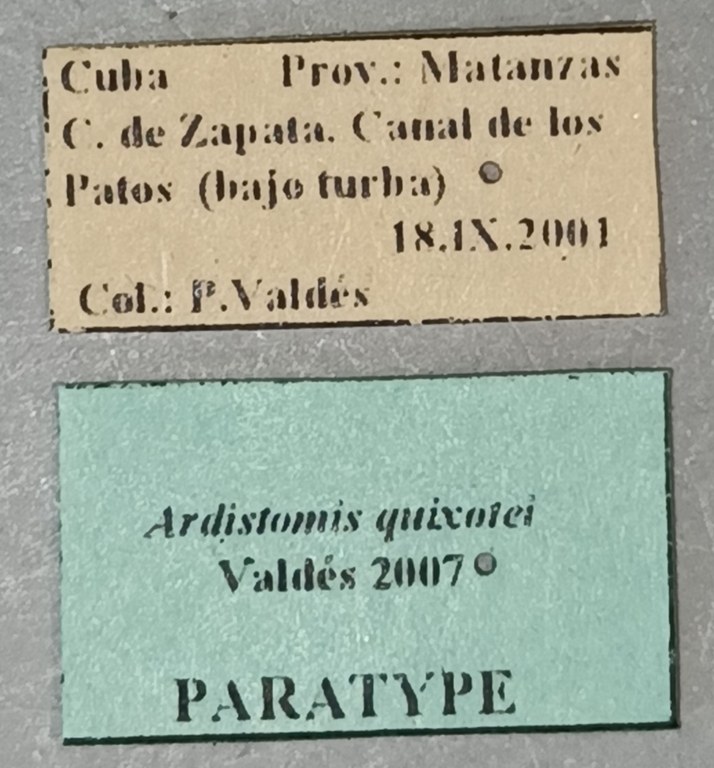 Cuba Prov.: Matanzas
C. de Zapata. Canal de los
Patos (bajo turba)
18.IX.2001
Col.: P.Valdés
Ardistomis quixotei
Valdés 2007
PARATYPE